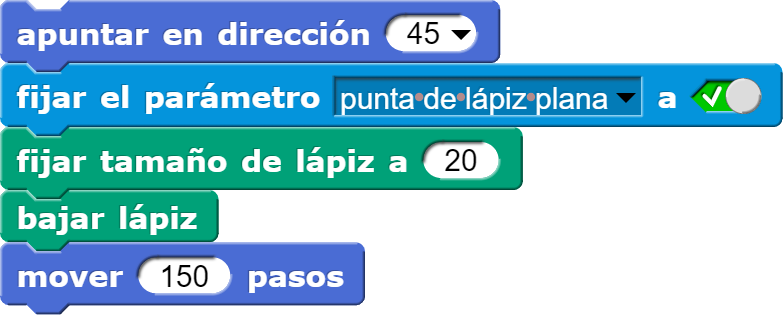 apuntar en dirección 45
fijar el parámetro punta de lápiz plana a
fijar tamaño de lápiz a 20
bajar lápiz
mover 150 pasos